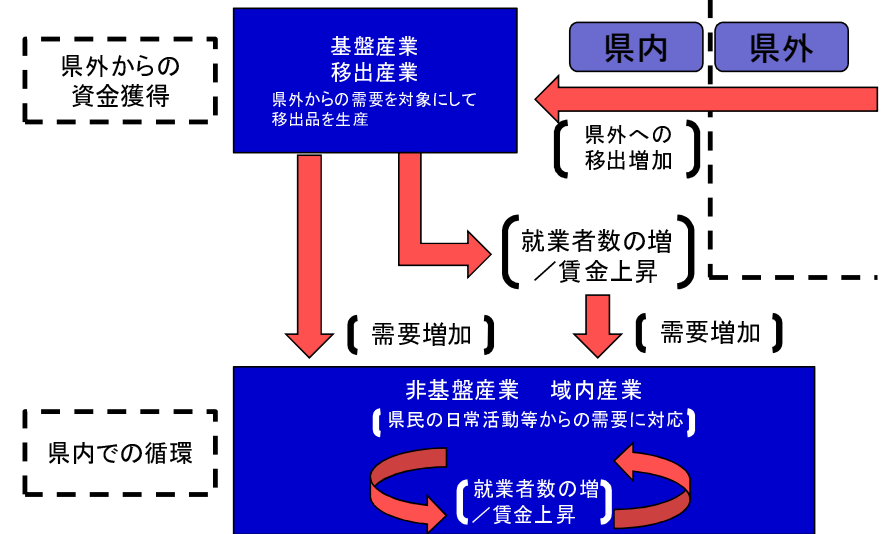 県外からの
資金獲得
基盤産業
移出産業
県外からの需要を対象にして
移出品を生産
県内
県外
県外への
移出増加
就業者数の増
／賃金上昇
需要増加
需要増加
県内での循環
非基盤産業 域内産業
県民の日常活動等からの需要に対応
就業者数の増
／賃金上昇